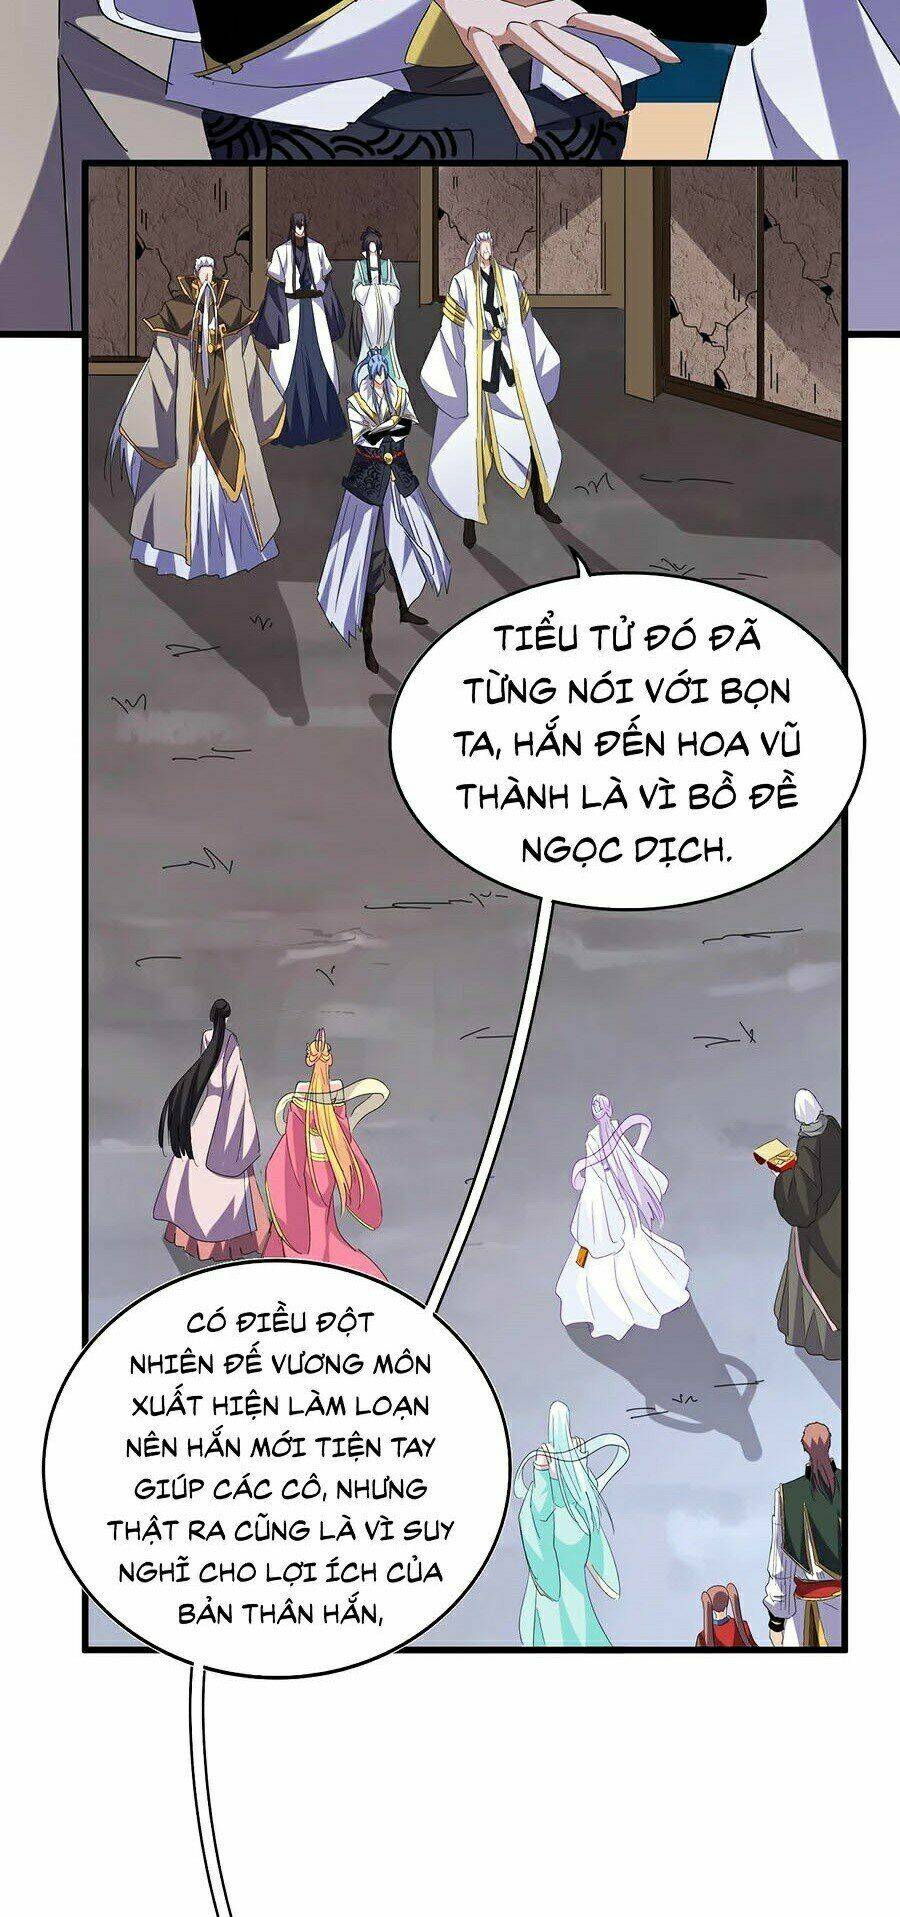 TIỂU TỬ ĐÓ ĐÃ
TỪNG NÓI VỚI BỌN
TA, HẮN ĐẾN HOA VŨ
THÀNH LÀ VÌ BỒ ĐỀ
NGỌC DỊCH.
CÓ ĐIỀU ĐỘT
NHIÊN ĐẾ VƯƠNG MÔN
XUẤT HIỆN LÀM LOẠN
NÊN HẮN MỚI TIỆN TAY
GIÚP CÁC CÔ, NHƯNG
THẬT RA CŨNG LÀ VÌ SUY
NGHĨ CHO LỢI ÍCH CỦA
BẢN THÂN HẮN,